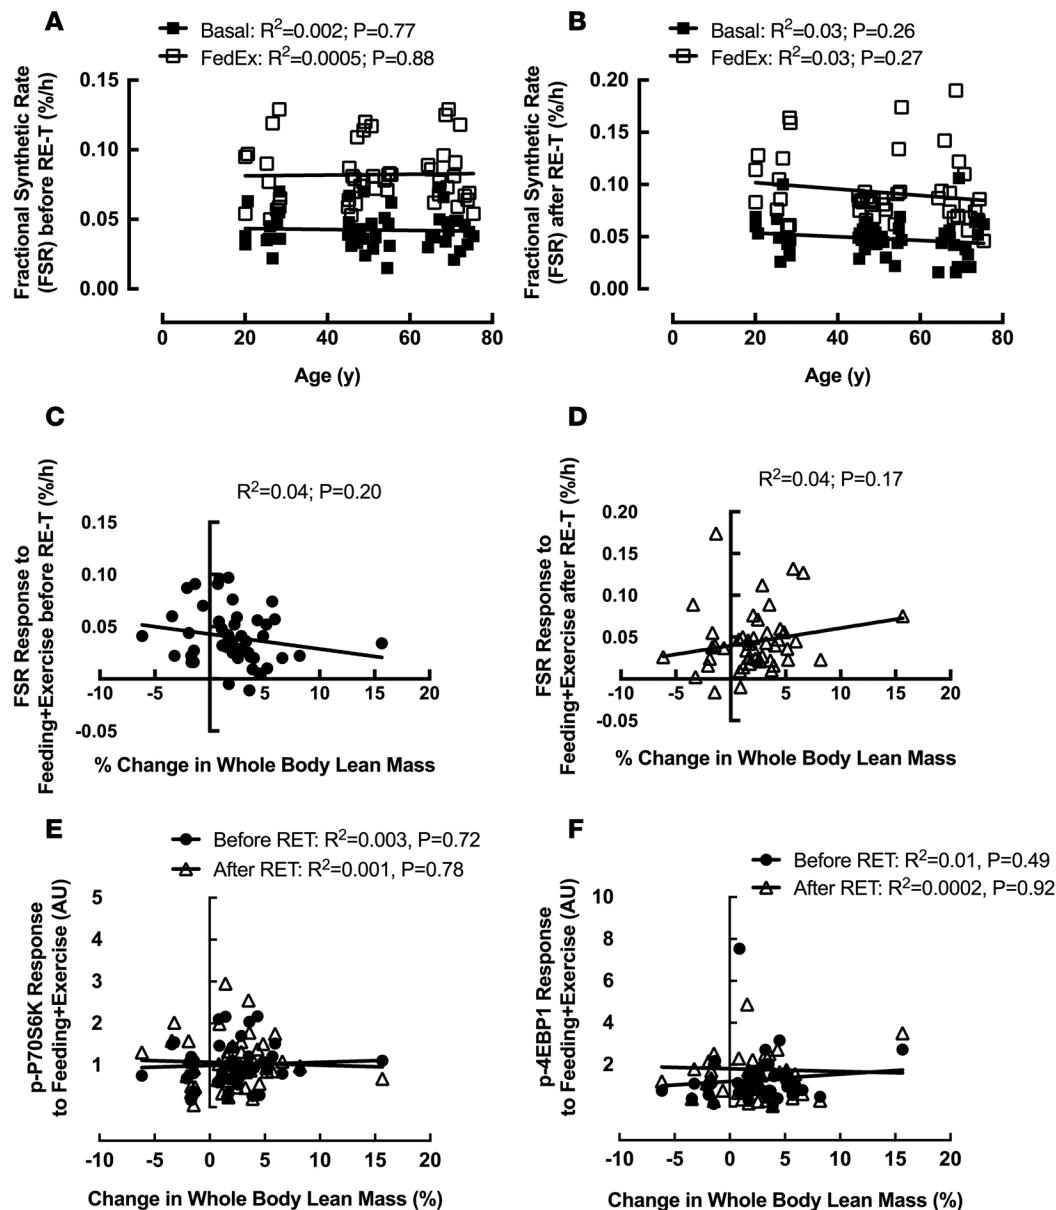 A
Basal: R²=0.002; P=0.77
FedEx: R²=0.0005; P=0.88
Fractional Synthetic Rate
(FSR) before RE-T (%/h)
0.15
0.10
0.05
0.00
0 20 40 60 80
Age (y)
B
Basal: R²=0.03; P=0.26
FedEx: R²=0.03; P=0.27
Fractional Synthetic Rate
(FSR) after RE-T (%/h)
0.20
0.15
0.10
0.05
0.00
0 20 40 60 80
Age (y)
C
R²=0.04; P=0.20
FSR Response to
Feeding+Exercise before RE-T (%/h)
0.15
0.10
0.05
-10 -5 0 5 10 15 20
-0.05
% Change in Whole Body Lean Mass
D
R²=0.04; P=0.17
FSR Response to
Feeding+Exercise after RE-T (%/h)
0.20
0.15
0.10
0.05
-10 -5 0 5 10 15 20
-0.05
% Change in Whole Body Lean Mass
E
Before RET: R²=0.003, P=0.72
After RET: R²=0.001, P=0.78
p-P70S6K Response
to Feeding+Exercise (AU)
5
4
3
2
1
-10 -5 0 5 10 15 20
Change in Whole Body Lean Mass (%)
F
Before RET: R²=0.01, P=0.49
After RET: R²=0.0002, P=0.92
p-4EBP1 Response
to Feeding+Exercise (AU)
10
8
6
4
2
-10 -5 0 5 10 15 20
Change in Whole Body Lean Mass (%)